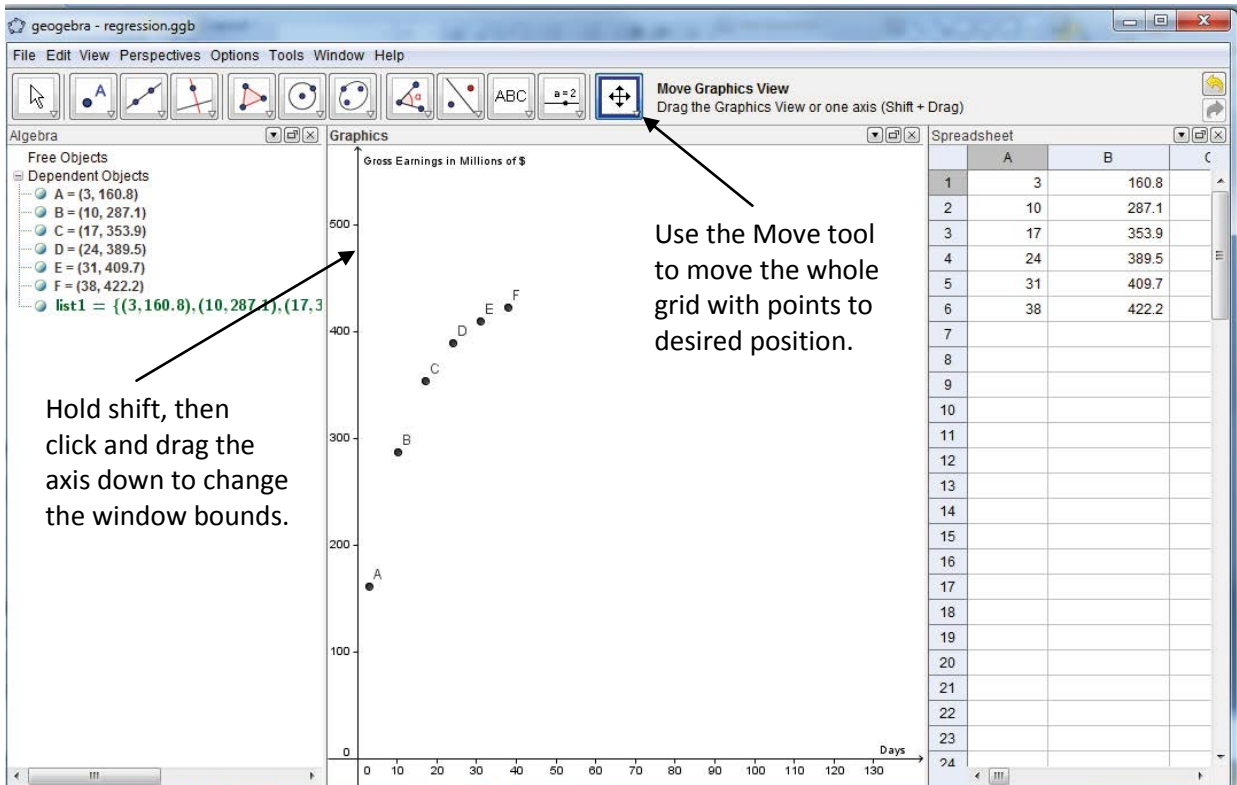 geogebra - regression.ggb
File Edit View Perspectives Options Tools Window Help
A
α
ABC
a = 2
Move Graphics View
Drag the Graphics View or one axis (Shift + Drag)
Algebra
Free Objects
Dependent Objects
A = (3, 160.8)
B = (10, 287.1)
C = (17, 353.9)
D = (24, 389.5)
E = (31, 409.7)
F = (38, 422.2)
list1 = {(3,160.8),(10,287.1),(17,3
Hold shift, then
click and drag the
axis down to change
the window bounds.
Graphics
Gross Earnings in Millions of $
500
400
300
200
100
0
F
E
D
C
B
A
Days
0 10 20 30 40 50 60 70 80 90 100 110 120 130
Use the Move tool
to move the whole
grid with points to
desired position.
Spreadsheet
A B C
1 3 160.8
2 10 287.1
3 17 353.9
4 24 389.5
5 31 409.7
6 38 422.2
7
8
9
10
11
12
13
14
15
16
17
18
19
20
21
22
23
24